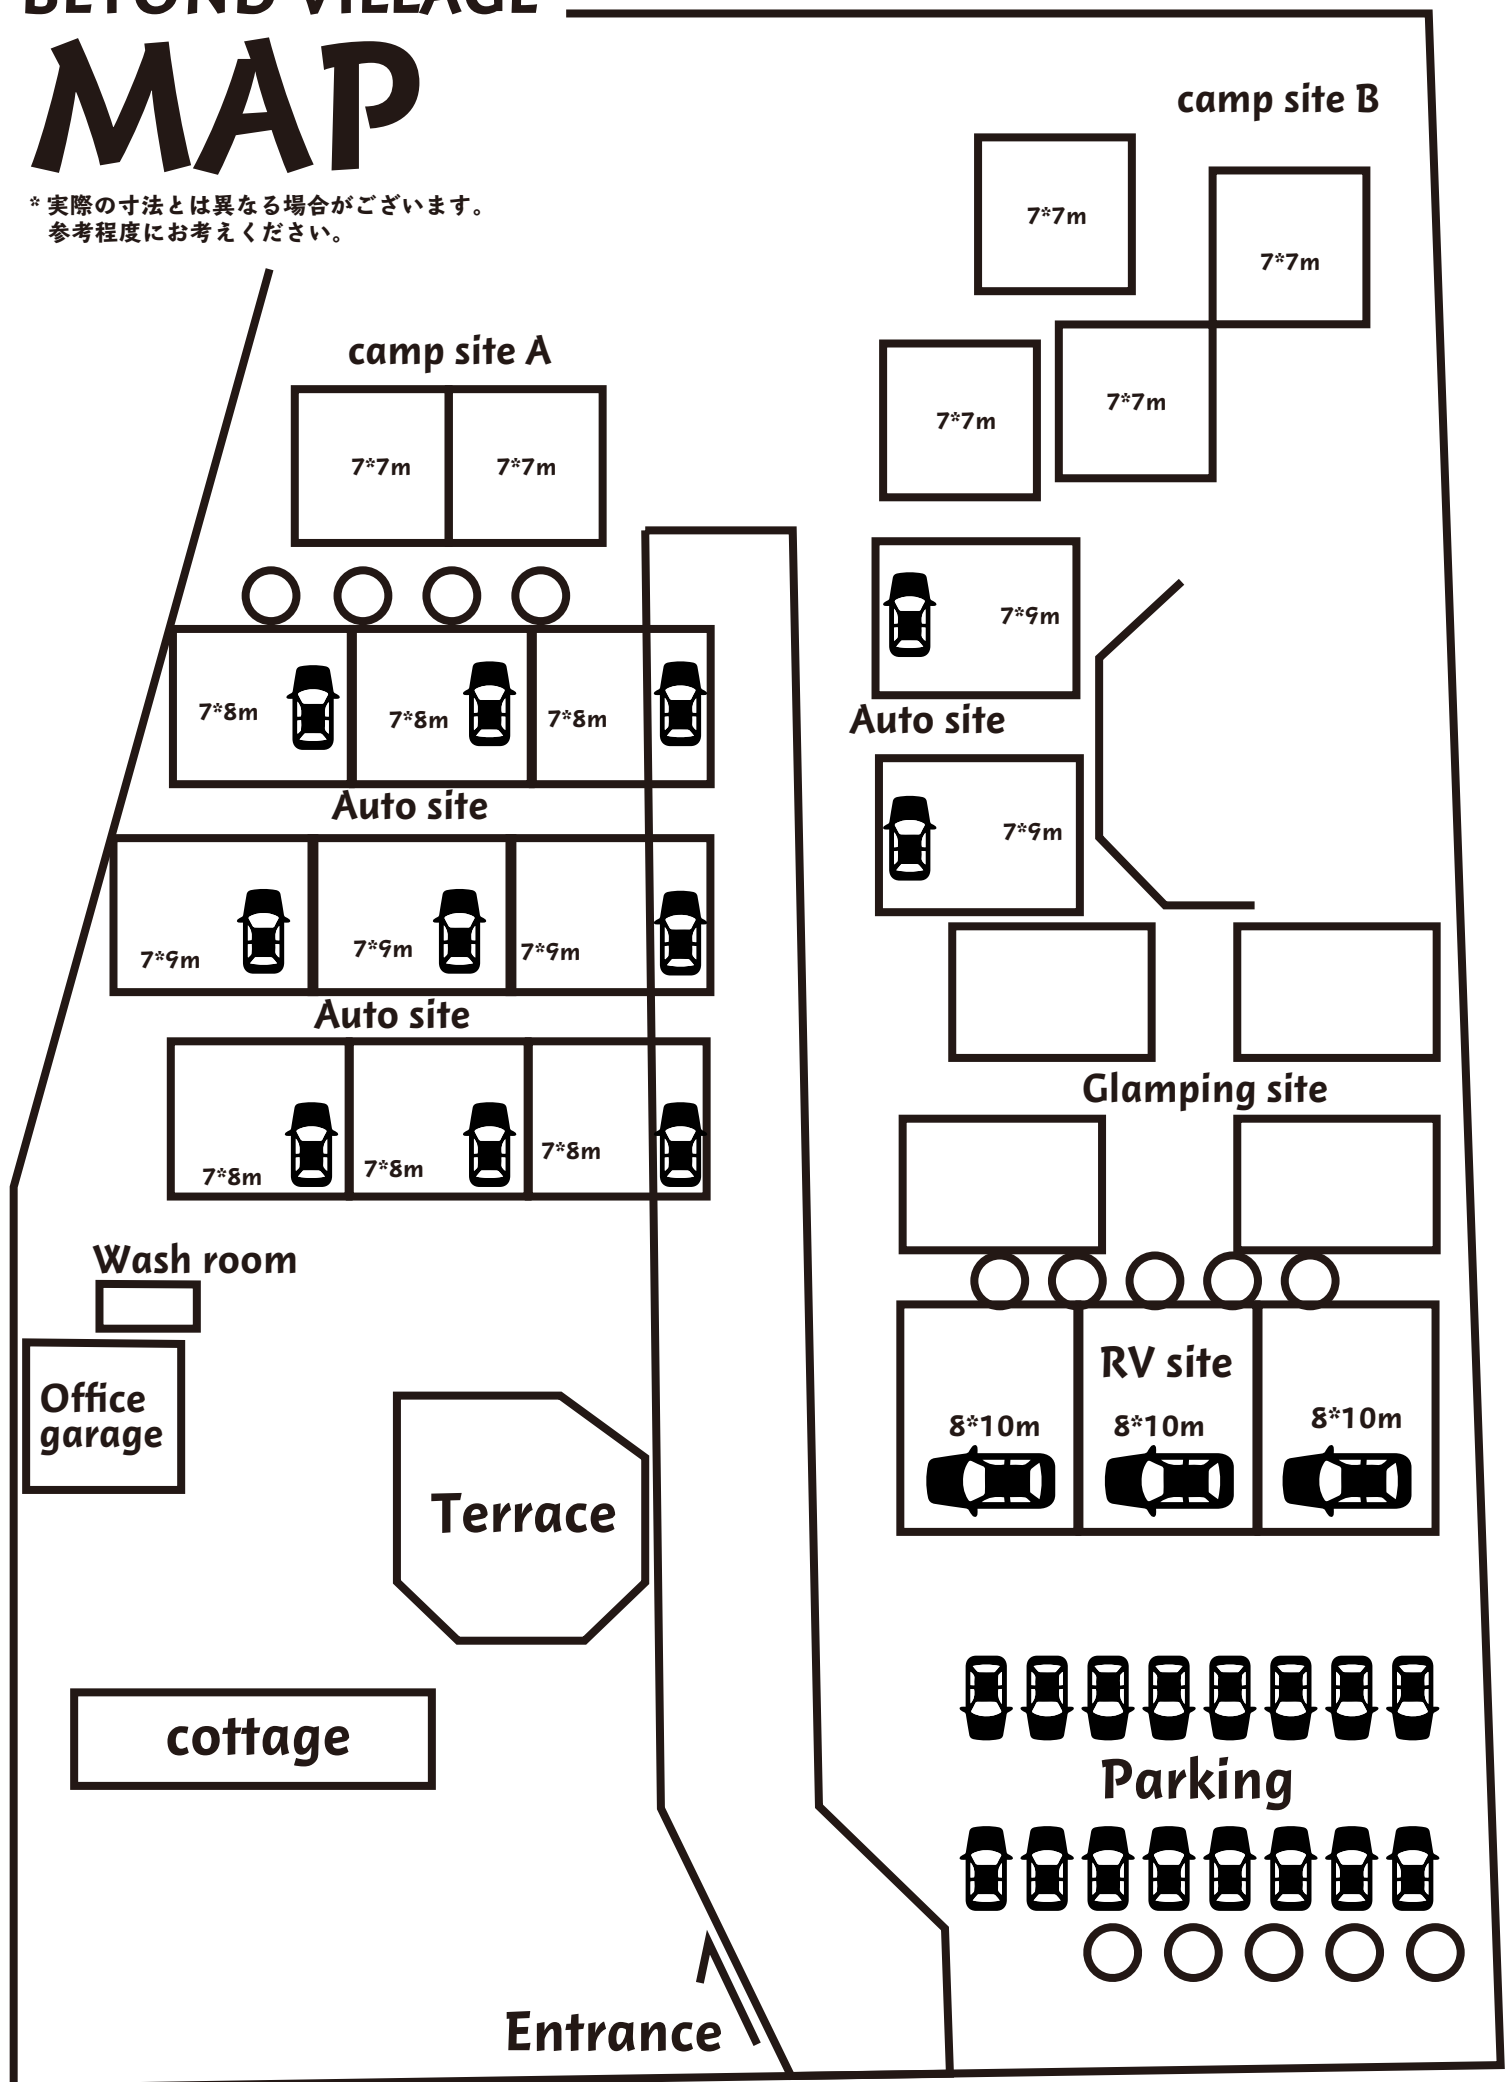 BEYOND VILLAGE
MAP
* 実際の寸法とは異なる場合がございます。
参考程度にお考えください。
camp site B
7*7m
7*7m
7*7m
7*7m
camp site A
7*7m
7*7m
7*8m
7*8m
7*8m
Auto site
7*9m
7*9m
7*9m
Auto site
7*8m
7*8m
7*8m
7*9m
Auto site
7*9m
Glamping site
RV site
8*10m
8*10m
8*10m
Wash room
Office
garage
Terrace
cottage
Parking
Entrance